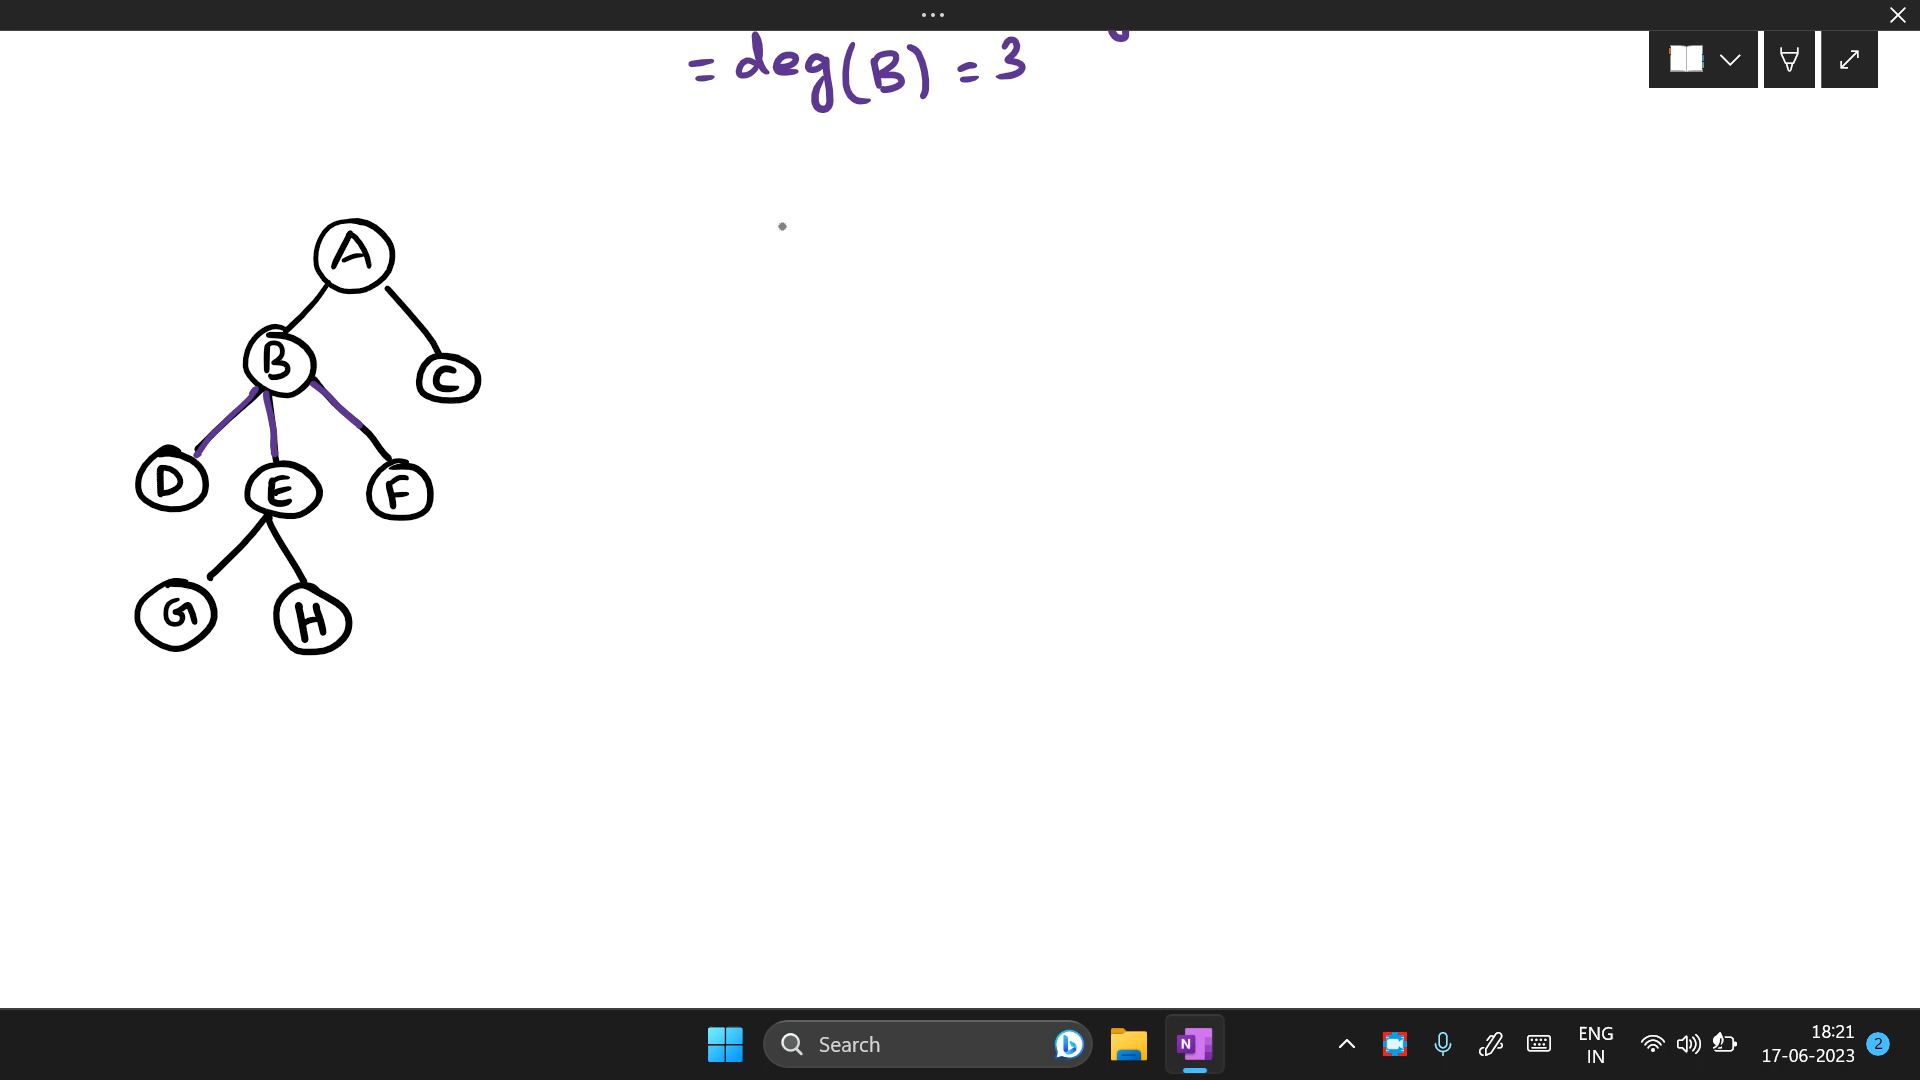 = deg(B) = 3
A
B
C
D
E
F
G
H
Search
N
ENG
IN
18:21
17-06-2023
2